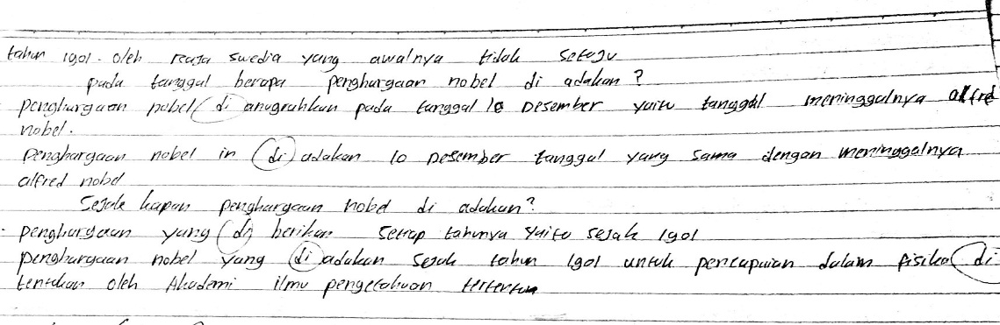 tahun 1901. oleh raja swedia yang awalnya tidak setuju
pada tanggal berapa penghargaan nobel di adakan?
penghargaan nobel di anugrahkan pada tanggal 10 Desember yaitu tanggal meninggalnya alfred
nobel.
penghargaan nobel in di adakan 10 Desember tanggal yang sama dengan meninggalnya
alfred nobel
Sejak kapan penghargaan nobel di adakan?
penghargaan yang di berikan setiap tahunya yaitu sejak 1901
penghargaan nobel yang di adakan sejak tahun 1901 untuk pencapaian dalam fisika di
tentukan oleh Akademi ilmu pengetahuan